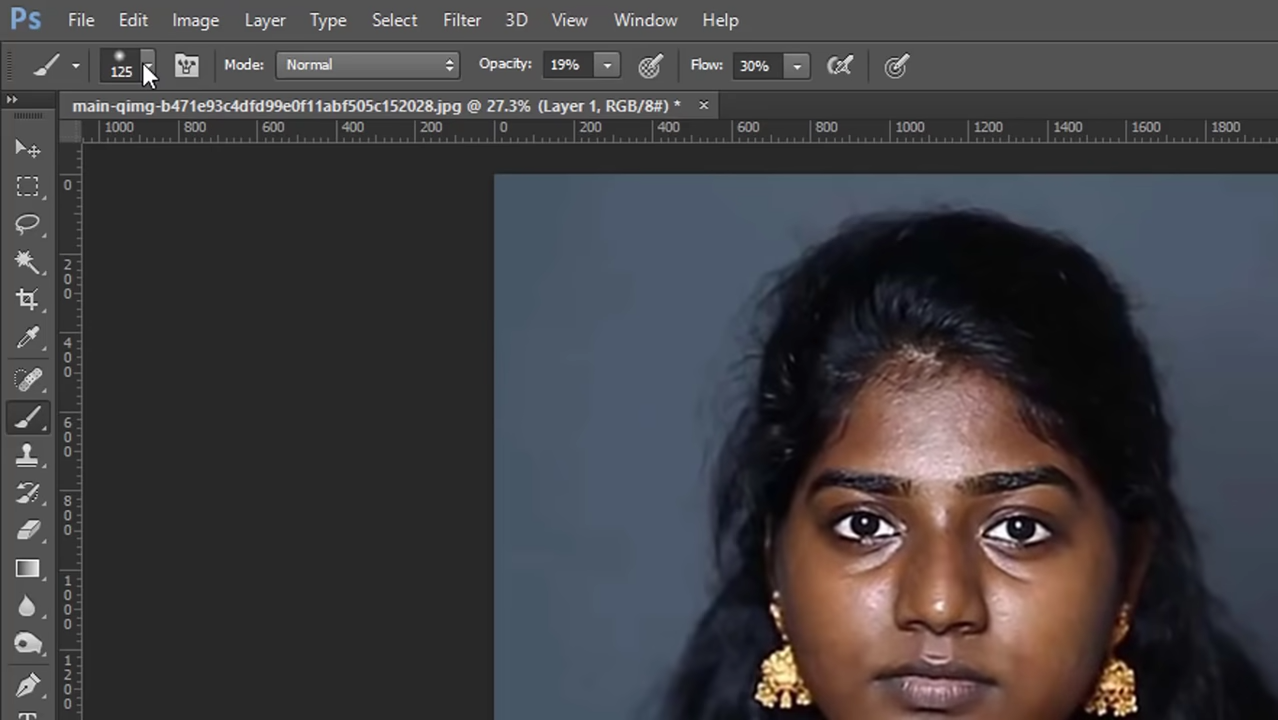 Ps File Edit Image Layer Type Select Filter 3D View Window Help
125 Mode: Normal Opacity: 19% Flow: 30%
main-qimg-b471e93c4dfd99e0f11abf505c152028.jpg @ 27.3% (Layer 1, RGB/8#) * ×
1000 800 600 400 200 0 200 400 600 800 1000 1200 1400 1600 1800
0
200
400
600
800
1000
1200